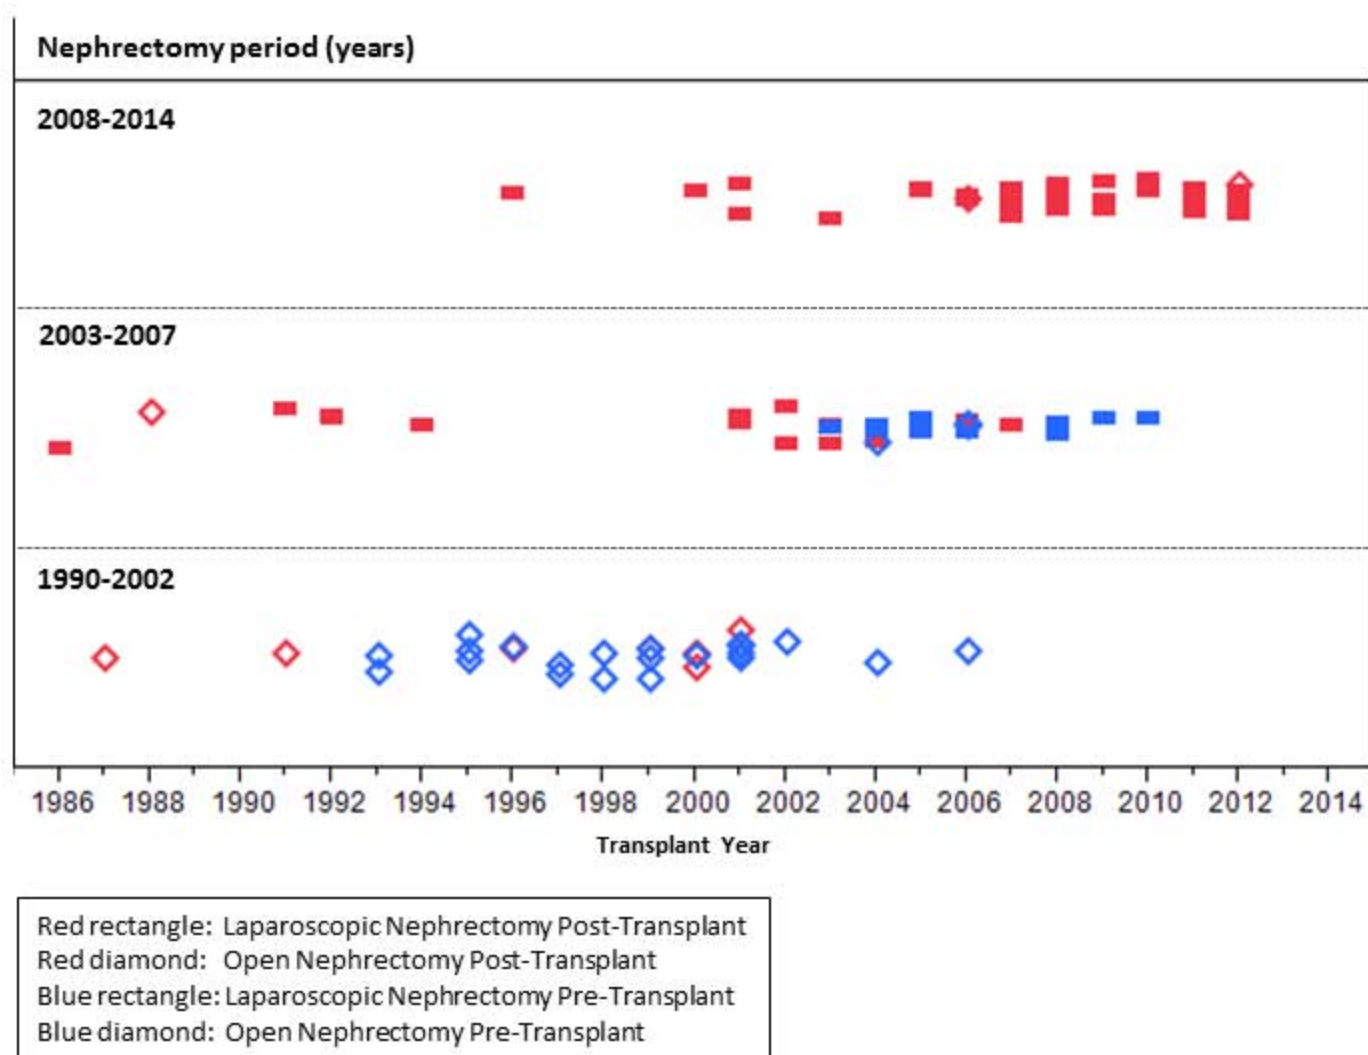 Nephrectomy period (years)
2008-2014
2003-2007
1990-2002
1986 1988 1990 1992 1994 1996 1998 2000 2002 2004 2006 2008 2010 2012 2014
Transplant Year
Red rectangle: Laparoscopic Nephrectomy Post-Transplant
Red diamond: Open Nephrectomy Post-Transplant
Blue rectangle: Laparoscopic Nephrectomy Pre-Transplant
Blue diamond: Open Nephrectomy Pre-Transplant